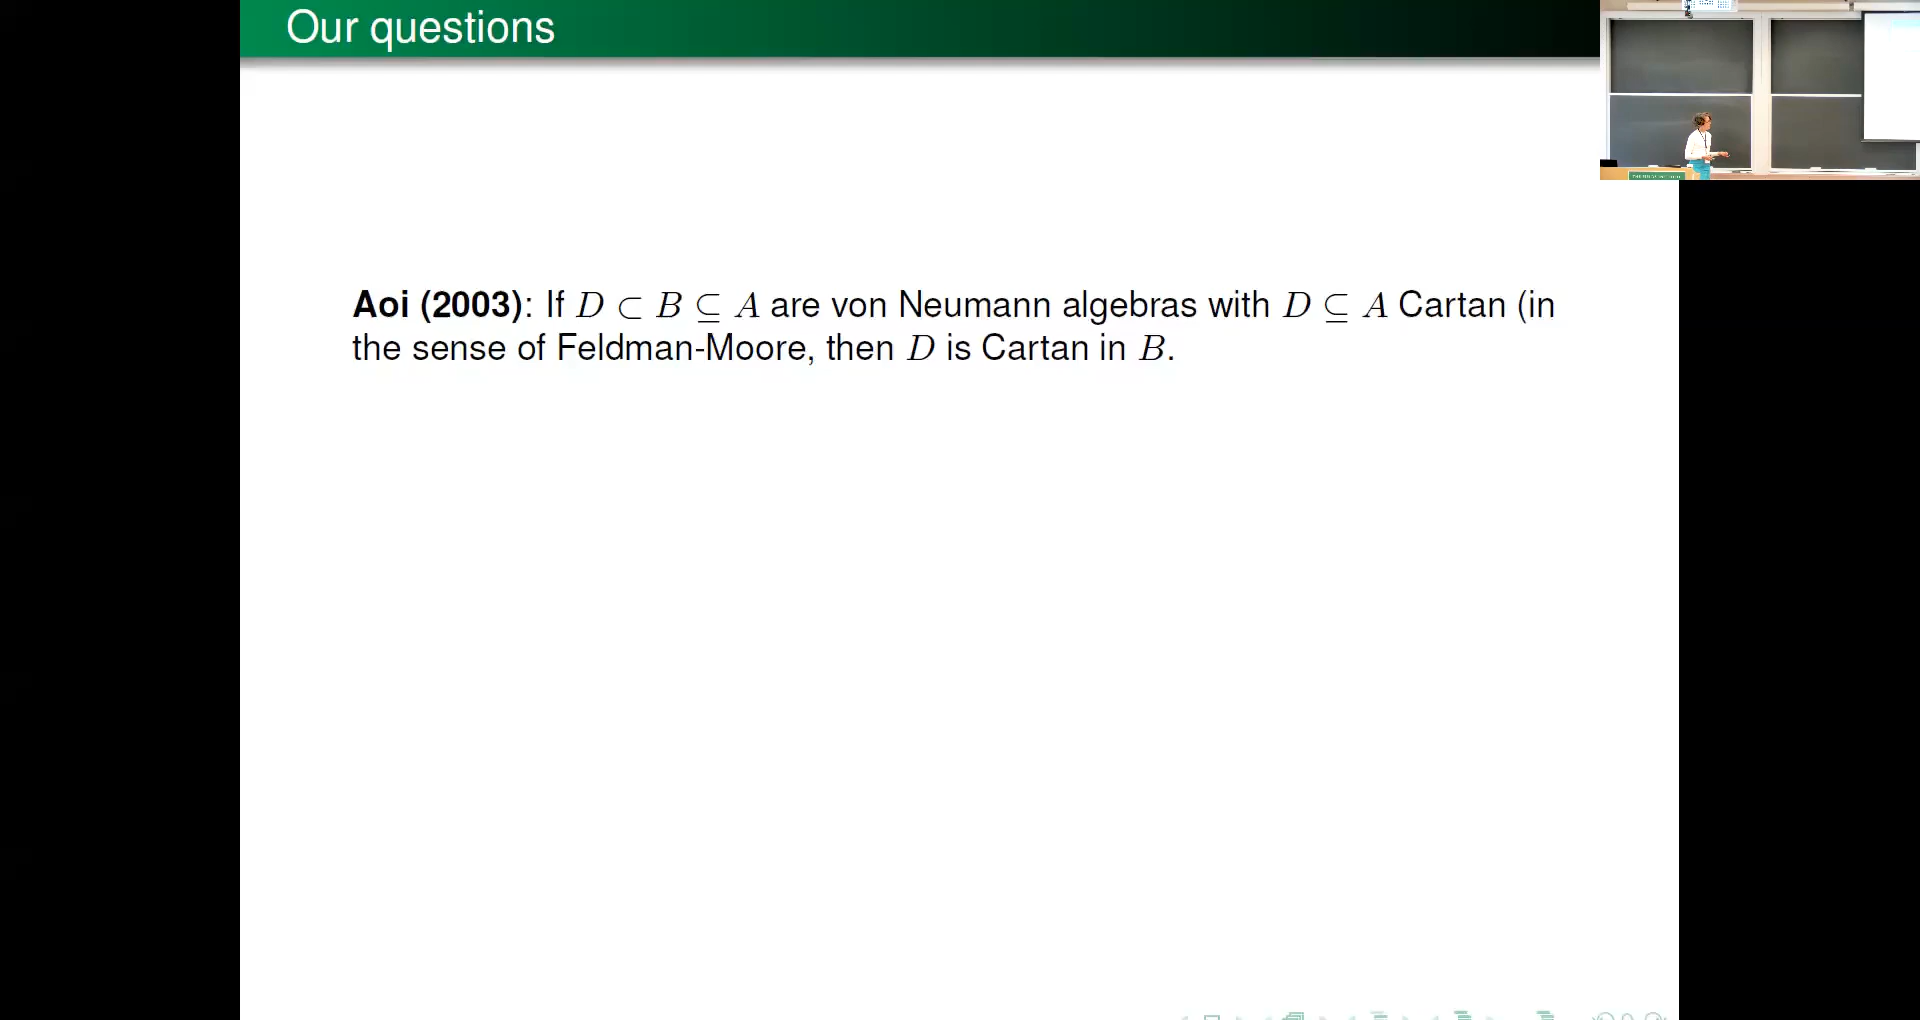 Our questions
Aoi (2003): If D ⊂ B ⊆ A are von Neumann algebras with D ⊆ A Cartan (in
the sense of Feldman-Moore, then D is Cartan in B.